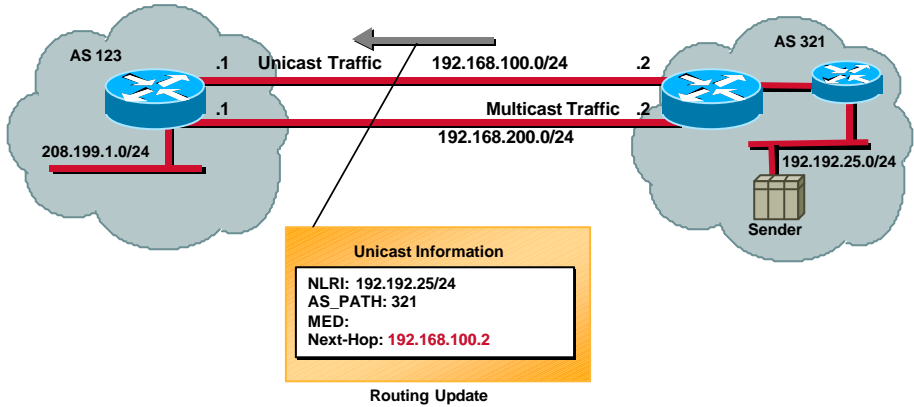 AS 123
AS 321
.1 Unicast Traffic 192.168.100.0/24 .2
.1 Multicast Traffic .2
192.168.200.0/24
208.199.1.0/24
192.192.25.0/24
Sender
Unicast Information
NLRI: 192.192.25/24
AS_PATH: 321
MED:
Next-Hop: 192.168.100.2
Routing Update